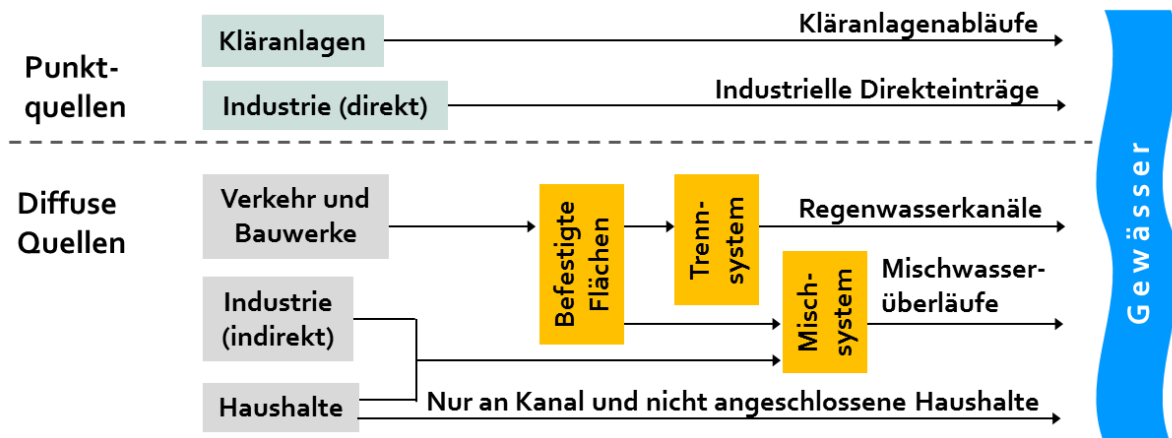 Punkt-
quellen
Kläranlagen
Kläranlagenabläufe
Industrie (direkt)
Industrielle Direkteinträge
Diffuse
Quellen
Verkehr und
Bauwerke
Befestigte
Flächen
Trenn-
system
Regenwasserkanäle
Industrie
(indirekt)
Misch-
system
Mischwasser-
überläufe
Haushalte
Nur an Kanal und nicht angeschlossene Haushalte
Gewässer